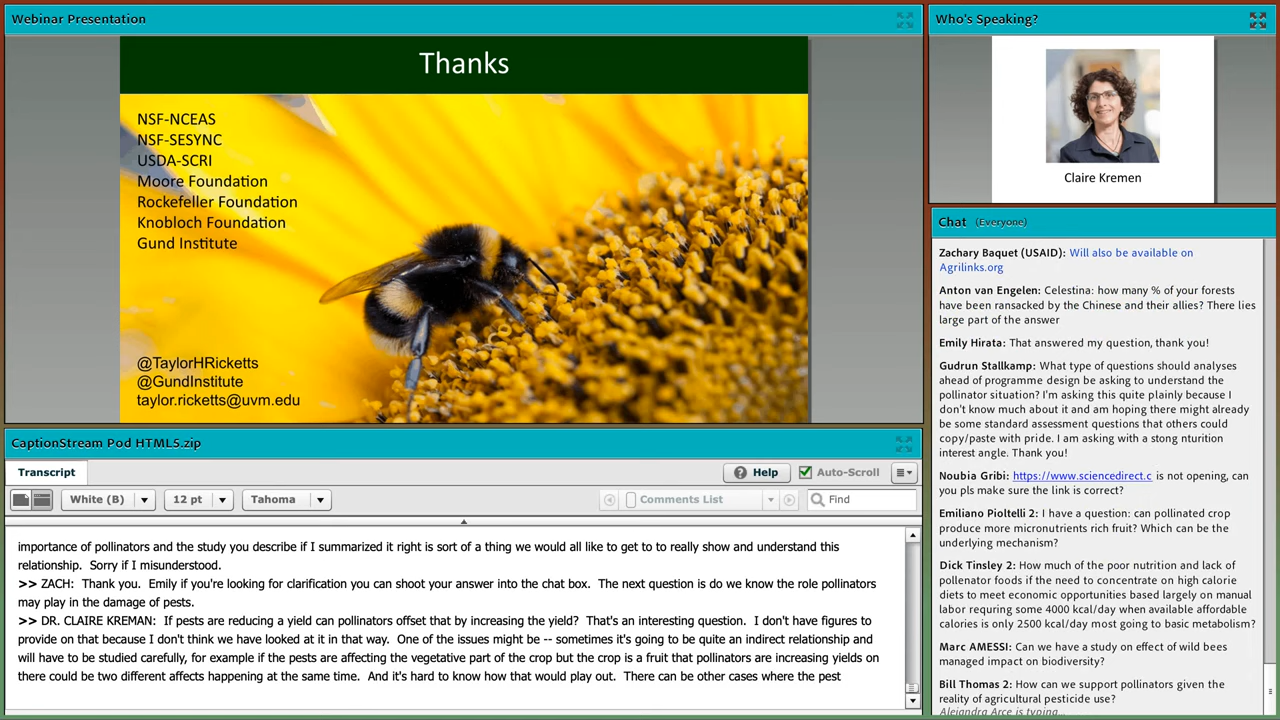 Webinar Presentation
Thanks
NSF-NCEAS
NSF-SESYNC
USDA-SCRI
Moore Foundation
Rockefeller Foundation
Knobloch Foundation
Gund Institute
@TaylorHRicketts
@GundInstitute
taylor.ricketts@uvm.edu
Who's Speaking?
Claire Kremen
CaptionStream Pod HTML5.zip
Transcript
Help
Auto-Scroll
White (B)
12 pt
Tahoma
Comments List
Find
importance of pollinators and the study you describe if I summarized it right is sort of a thing we would all like to get to to really show and understand this
relationship.  Sorry if I misunderstood.
>> ZACH:  Thank you.  Emily if you're looking for clarification you can shoot your answer into the chat box.  The next question is do we know the role pollinators
may play in the damage of pests.
>> DR. CLAIRE KREMAN:  If pests are reducing a yield can pollinators offset that by increasing the yield?  That's an interesting question.  I don't have figures to
provide on that because I don't think we have looked at it in that way.  One of the issues might be -- sometimes it's going to be quite an indirect relationship and
will have to be studied carefully, for example if the pests are affecting the vegetative part of the crop but the crop is a fruit that pollinators are increasing yields on
there could be two different affects happening at the same time.  And it's hard to know how that would play out.  There can be other cases where the pest
Chat (Everyone)
Zachary Baquet (USAID): Will also be available on
Agrilinks.org
Anton van Engelen: Celestina: how many % of your forests
have been ransacked by the Chinese and their allies? There lies
large part of the answer
Emily Hirata: That answered my question, thank you!
Gudrun Stallkamp: What type of questions should analyses
ahead of programme design be asking to understand the
pollinator situation? I'm asking this quite plainly because I
don't know much about it and am hoping there might already
be some standard assessment questions that others could
copy/paste with pride. I am asking with a stong nturition
interest angle. Thank you!
Noubia Gribi: https://www.sciencedirect.c is not opening, can
you pls make sure the link is correct?
Emiliano Pioltelli 2: I have a question: can pollinated crop
produce more micronutrients rich fruit? Which can be the
underlying mechanism?
Dick Tinsley 2: How much of the poor nutrition and lack of
pollenator foods if the need to concentrate on high calorie
diets to meet economic opportunities based largely on manual
labor requring some 4000 kcal/day when available affordable
calories is only 2500 kcal/day most going to basic metabolism?
Marc AMESSI: Can we have a study on effect of wild bees
managed impact on biodiversity?
Bill Thomas 2: How can we support pollinators given the
reality of agricultural pesticide use?
Alejandra Arce is typing...